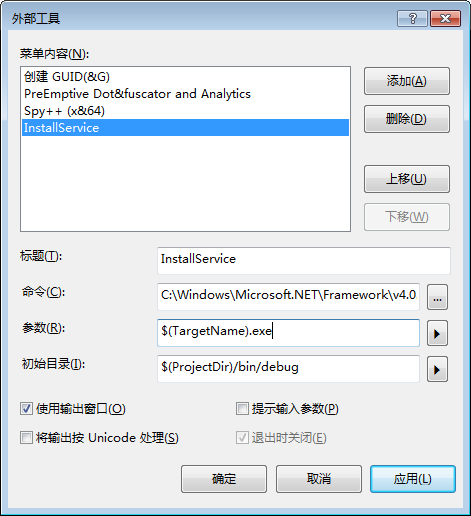 外部工具
菜单内容(N):
创建 GUID(&G)
PreEmptive Dot&fuscator and Analytics
Spy++ (x&64)
InstallService
添加(A)
删除(D)
上移(U)
下移(W)
标题(T):
InstallService
命令(C):
C:\Windows\Microsoft.NET\Framework\v4.0
...
参数(R):
$(TargetName).exe
初始目录(I):
$(ProjectDir)/bin/debug
使用输出窗口(O)
提示输入参数(P)
将输出按 Unicode 处理(S)
退出时关闭(E)
确定
取消
应用(L)